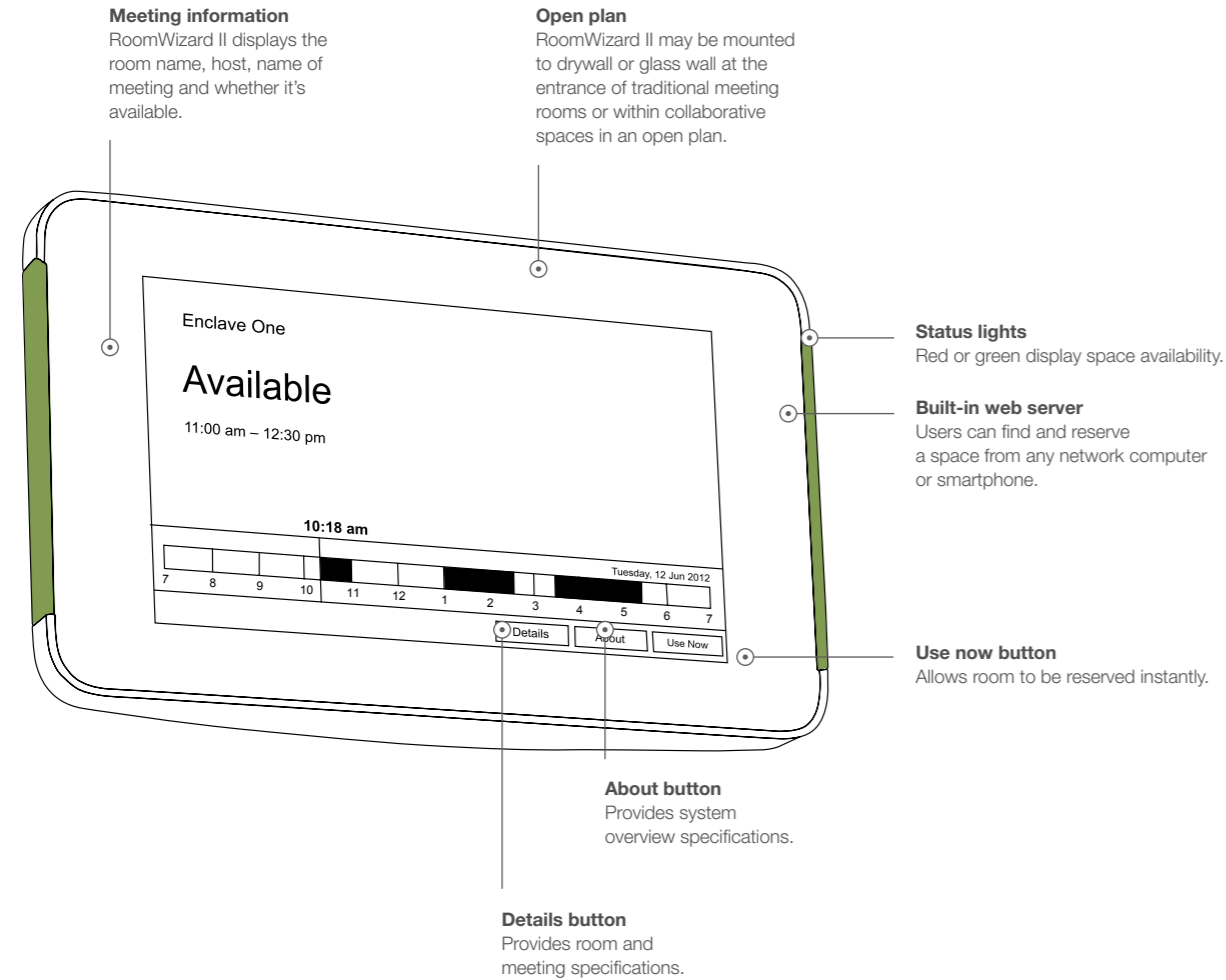 Meeting information
RoomWizard II displays the
room name, host, name of
meeting and whether it's
available.
Open plan
RoomWizard II may be mounted
to drywall or glass wall at the
entrance of traditional meeting
rooms or within collaborative
spaces in an open plan.
Enclave One
Available
11:00 am – 12:30 pm
10:18 am
Tuesday, 12 Jun 2012
7 8 9 10 11 12 1 2 3 4 5 6 7
Details About Use Now
Status lights
Red or green display space availability.
Built-in web server
Users can find and reserve
a space from any network computer
or smartphone.
Use now button
Allows room to be reserved instantly.
About button
Provides system
overview specifications.
Details button
Provides room and
meeting specifications.